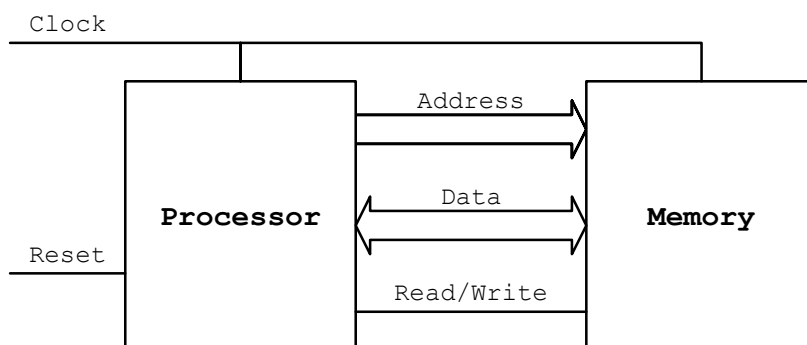 Clock
Address
Data
Processor
Memory
Reset
Read/Write